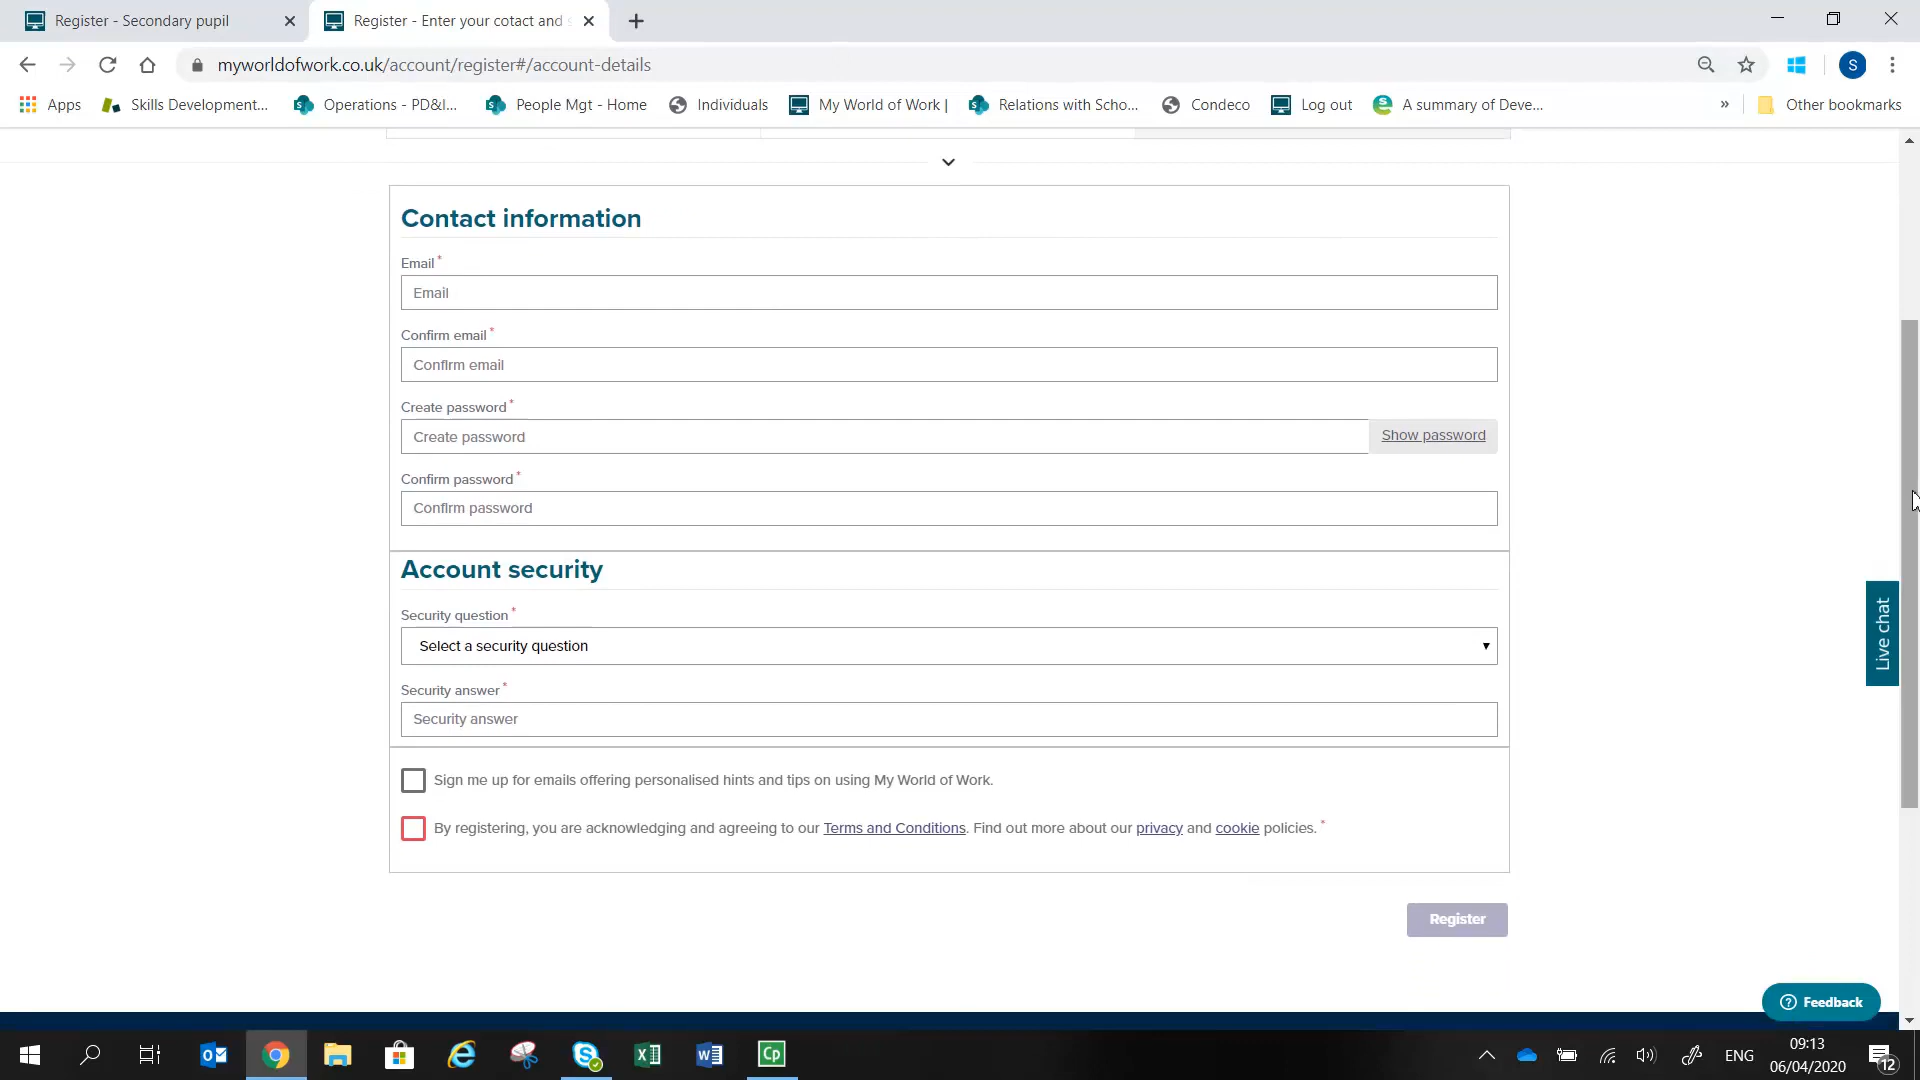 Register - Secondary pupil
Register - Enter your cotact and s
myworldofwork.co.uk/account/register#/account-details
S
Apps
Skills Development...
Operations - PD&I...
People Mgt - Home
Individuals
My World of Work |
Relations with Scho...
Condeco
Log out
A summary of Deve...
»
Other bookmarks
Contact information
Email *
Email
Confirm email *
Confirm email
Create password *
Create password
Show password
Confirm password *
Confirm password
Account security
Security question *
Select a security question
Security answer *
Security answer
Live chat
Sign me up for emails offering personalised hints and tips on using My World of Work.
By registering, you are acknowledging and agreeing to our Terms and Conditions. Find out more about our privacy and cookie policies. *
Register
Feedback
Cp
ENG
09:13
06/04/2020
12